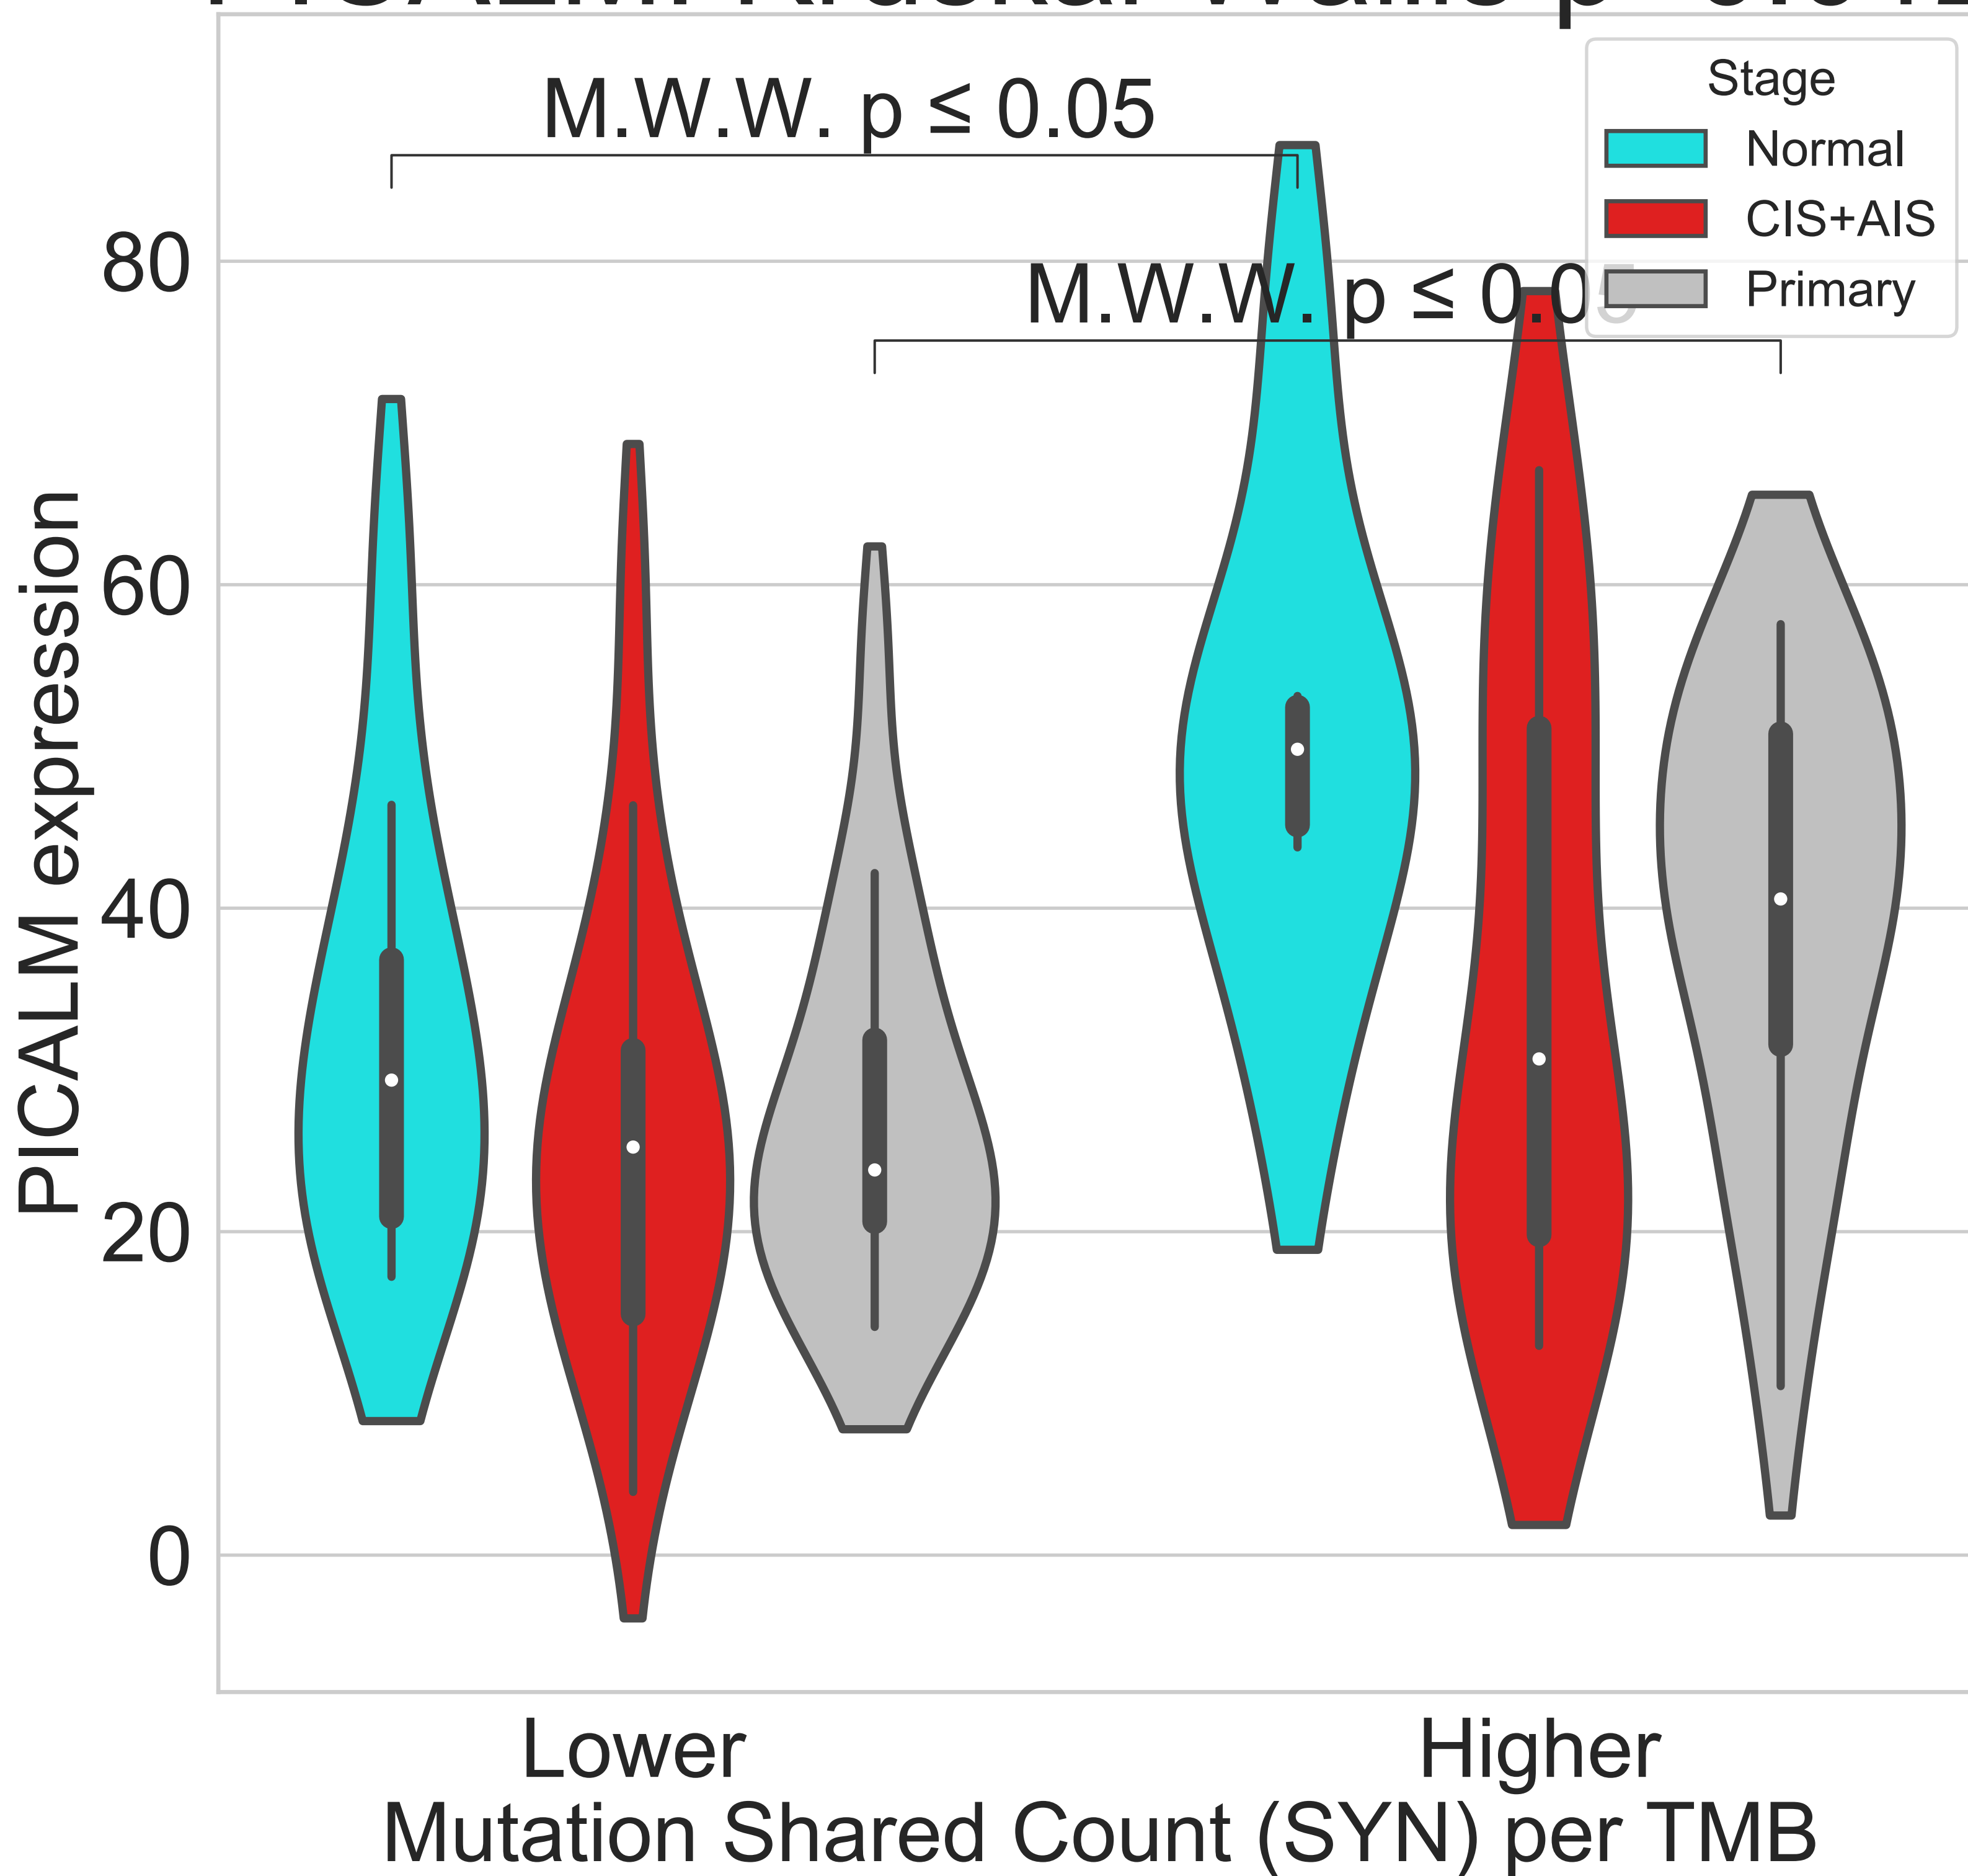 M.W.W. p ≤ 0.05
Stage
Normal
CIS+AIS
Primary
M.W.W. p ≤ 0.05
80
60
40
20
0
PICALM expression
Lower
Higher
Mutation Shared Count (SYN) per TMB